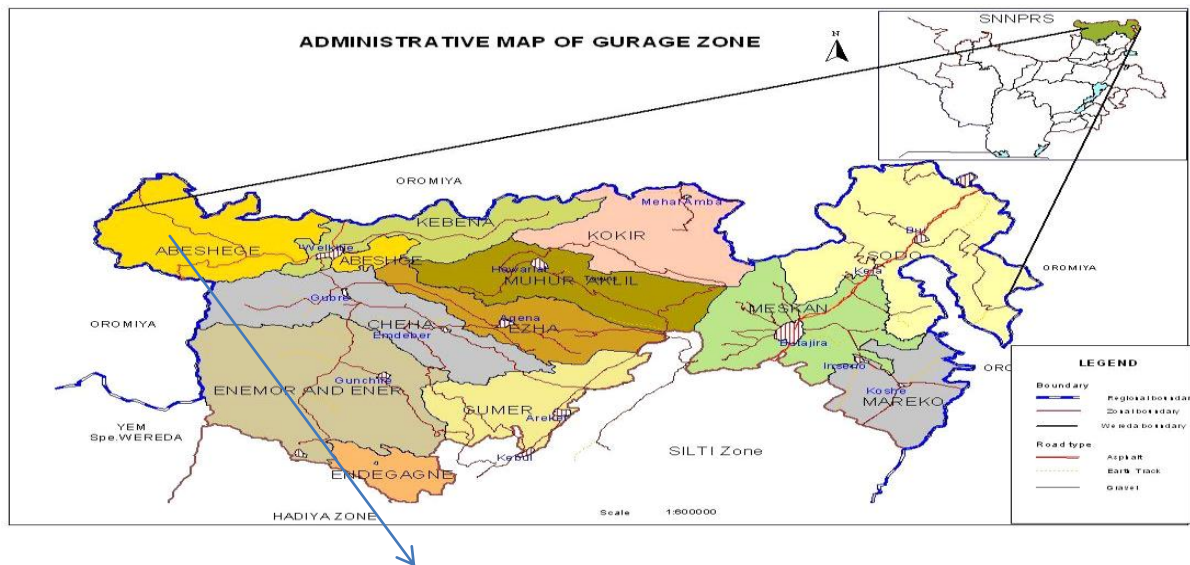 SNNPRS
ADMINISTRATIVE MAP OF GURAGE ZONE
N
OROMIYA
Mehal Amba
KEBENA
KOKIR
ABESHEGE
Welkite
ABESHGE
Bui
SODO
Kela
OROMIYA
Hawariat
MUHUR AKLIL
Gubre
MESKAN
OROMIYA
Agena
CHEHA
EZHA
Emdeber
Butajira
LEGEND
Inseno
Boundary
Gunchire
ENEMOR AND ENER
Koshe
Regional boundar
MAREKO
Zonal boundary
GUMER
Wereda boundary
YEM
Spe.WEREDA
Areket
Road type
SILTI Zone
Asphalt
Kebul
Earth Track
ENDEGAGNE
Gravel
HADIYA ZONE
Scale 1:600000